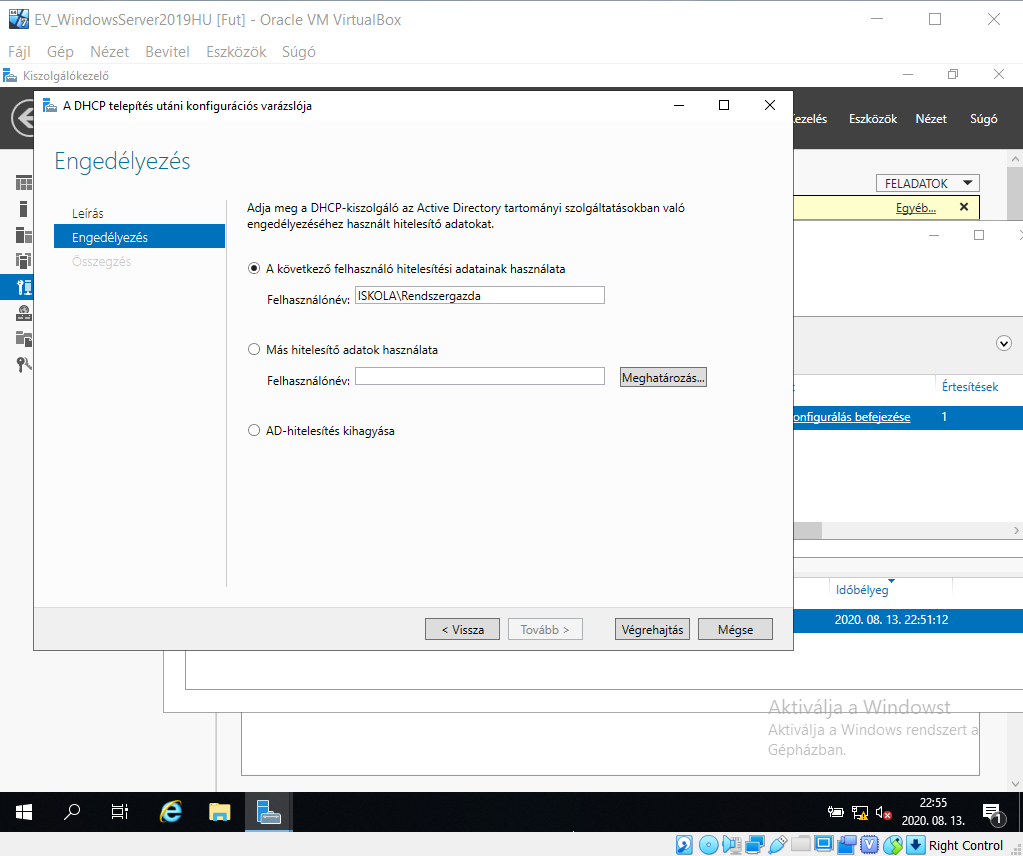 EV_WindowsServer2019HU [Fut] - Oracle VM VirtualBox
Fájl Gép Nézet Bevitel Eszközök Súgó
Kiszolgálókezelő
A DHCP telepítés utáni konfigurációs varázslója
ezelés Eszközök Nézet Súgó
Engedélyezés
FELADATOK
Egyéb...
Leírás
Engedélyezés
Összegzés
Adja meg a DHCP-kiszolgáló az Active Directory tartományi szolgáltatásokban való
engedélyezéséhez használt hitelesítő adatokat.
A következő felhasználó hitelesítési adatainak használata
Felhasználónév: ISKOLA\Rendszergazda
Más hitelesítő adatok használata
Felhasználónév:
Meghatározás...
AD-hitelesítés kihagyása
Értesítések
onfigurálás befejezése 1
Időbélyeg
2020. 08. 13. 22:51:12
< Vissza Tovább > Végrehajtás Mégse
Aktiválja a Windowst
Aktiválja a Windows rendszert a
Gépházban.
22:55
2020. 08. 13.
1
Right Control